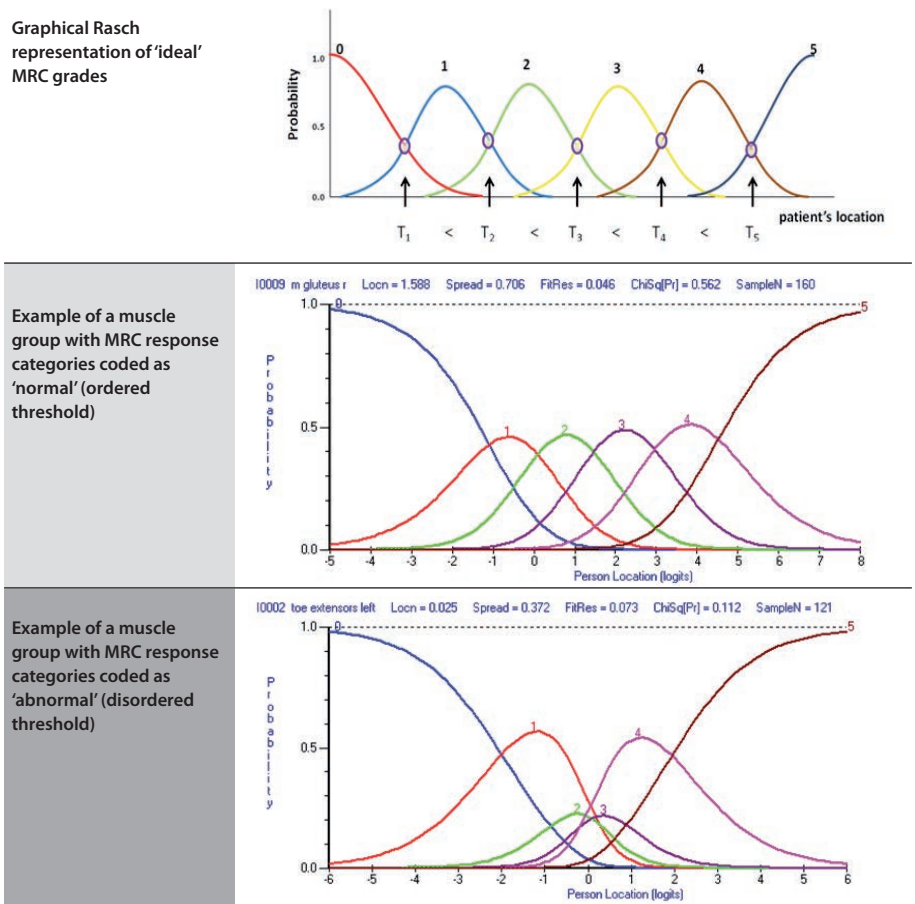 Graphical Rasch
representation of 'ideal'
MRC grades
Probability
1.0
0.5
0.0
0
1
2
3
4
5
patient's location
T1 < T2 < T3 < T4 < T5
Example of a muscle
group with MRC response
categories coded as
'normal' (ordered
threshold)
I0009 m gluteus r Locn = 1.588 Spread = 0.706 FitRes = 0.046 ChiSq[Pr] = 0.562 SampleN = 160
Probability
1.0
0.5
0.0
0
1
2
3
4
5
-5 -4 -3 -2 -1 0 1 2 3 4 5 6 7 8
Person Location (logits)
Example of a muscle
group with MRC response
categories coded as
'abnormal' (disordered
threshold)
I0002 toe extensors left Locn = 0.025 Spread = 0.372 FitRes = 0.073 ChiSq[Pr] = 0.112 SampleN = 121
Probability
1.0
0.5
0.0
0
1
2
3
4
5
-6 -5 -4 -3 -2 -1 0 1 2 3 4 5 6
Person Location (logits)